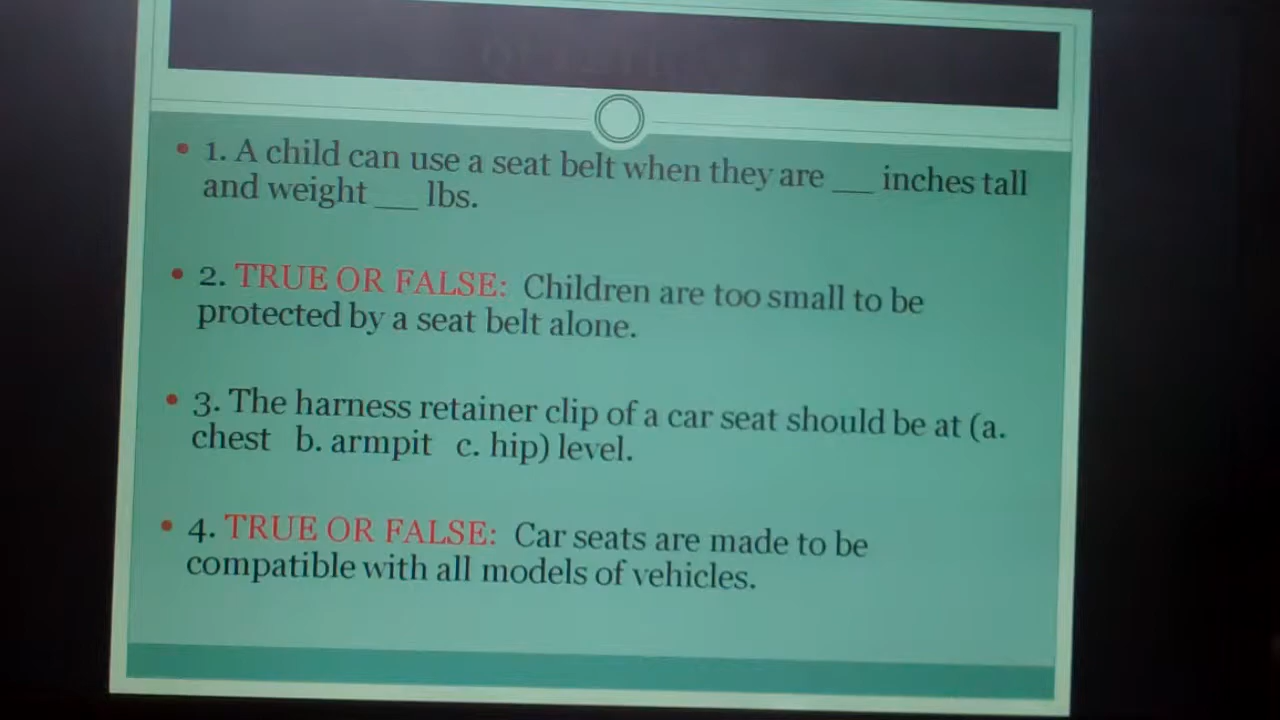 • 1. A child can use a seat belt when they are ___ inches tall
and weight ___ lbs.
• 2. TRUE OR FALSE: Children are too small to be
protected by a seat belt alone.
• 3. The harness retainer clip of a car seat should be at (a.
chest b. armpit c. hip) level.
• 4. TRUE OR FALSE: Car seats are made to be
compatible with all models of vehicles.